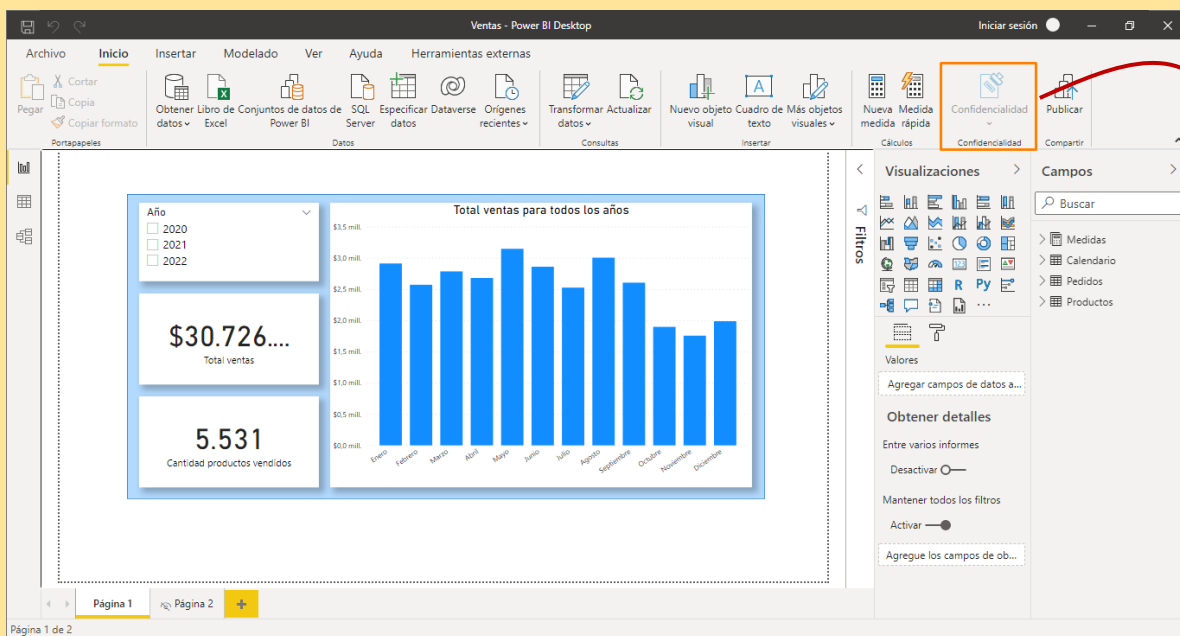 Ventas - Power BI Desktop
Iniciar sesión
Archivo Inicio Insertar Modelado Ver Ayuda Herramientas externas
Pegar
Cortar
Copia
Copiar formato
Portapapeles
Obtener datos
Libro de Excel
Conjuntos de datos de Power BI
SQL Server
Especificar datos
Dataverse
Orígenes recientes
Datos
Transformar datos
Actualizar
Consultas
Nuevo objeto visual
Cuadro de texto
Más objetos visuales
Insertar
Nueva medida
Medida rápida
Cálculos
Confidencialidad
Confidencialidad
Publicar
Compartir
Año
2020
2021
2022
$30.726....
Total ventas
5.531
Cantidad productos vendidos
Total ventas para todos los años
$3,5 mill.
$3,0 mill.
$2,5 mill.
$2,0 mill.
$1,5 mill.
$1,0 mill.
$0,5 mill.
$0,0 mill.
Enero Febrero Marzo Abril Mayo Junio Julio Agosto Septiembre Octubre Noviembre Diciembre
Filtros
Visualizaciones
123
R Py
Valores
Agregar campos de datos a...
Obtener detalles
Entre varios informes
Desactivar
Mantener todos los filtros
Activar
Agregue los campos de ob...
Campos
Buscar
Medidas
Calendario
Pedidos
Productos
Página 1
Página 2
Página 1 de 2